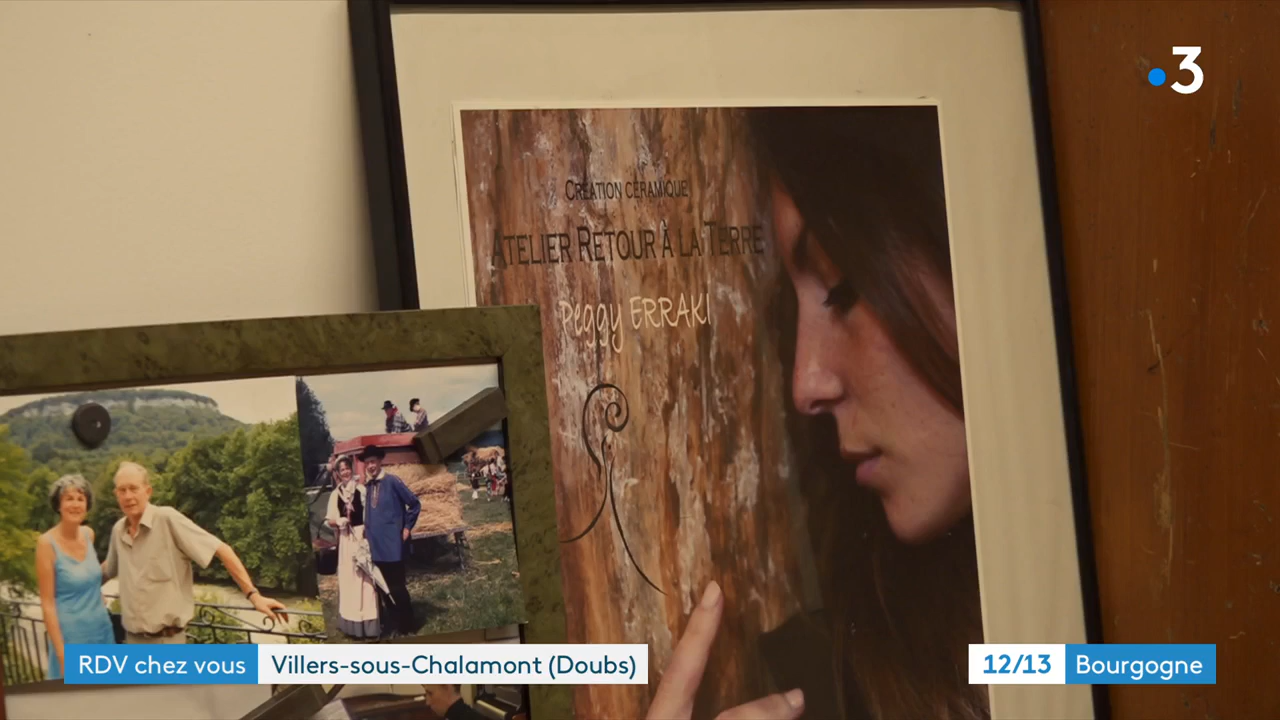 3
CRÉATION CÉRAMIQUE
ATELIER RETOUR À LA TERRE
Peggy ERRAKI
RDV chez vous
Villers-sous-Chalamont (Doubs)
12/13
Bourgogne